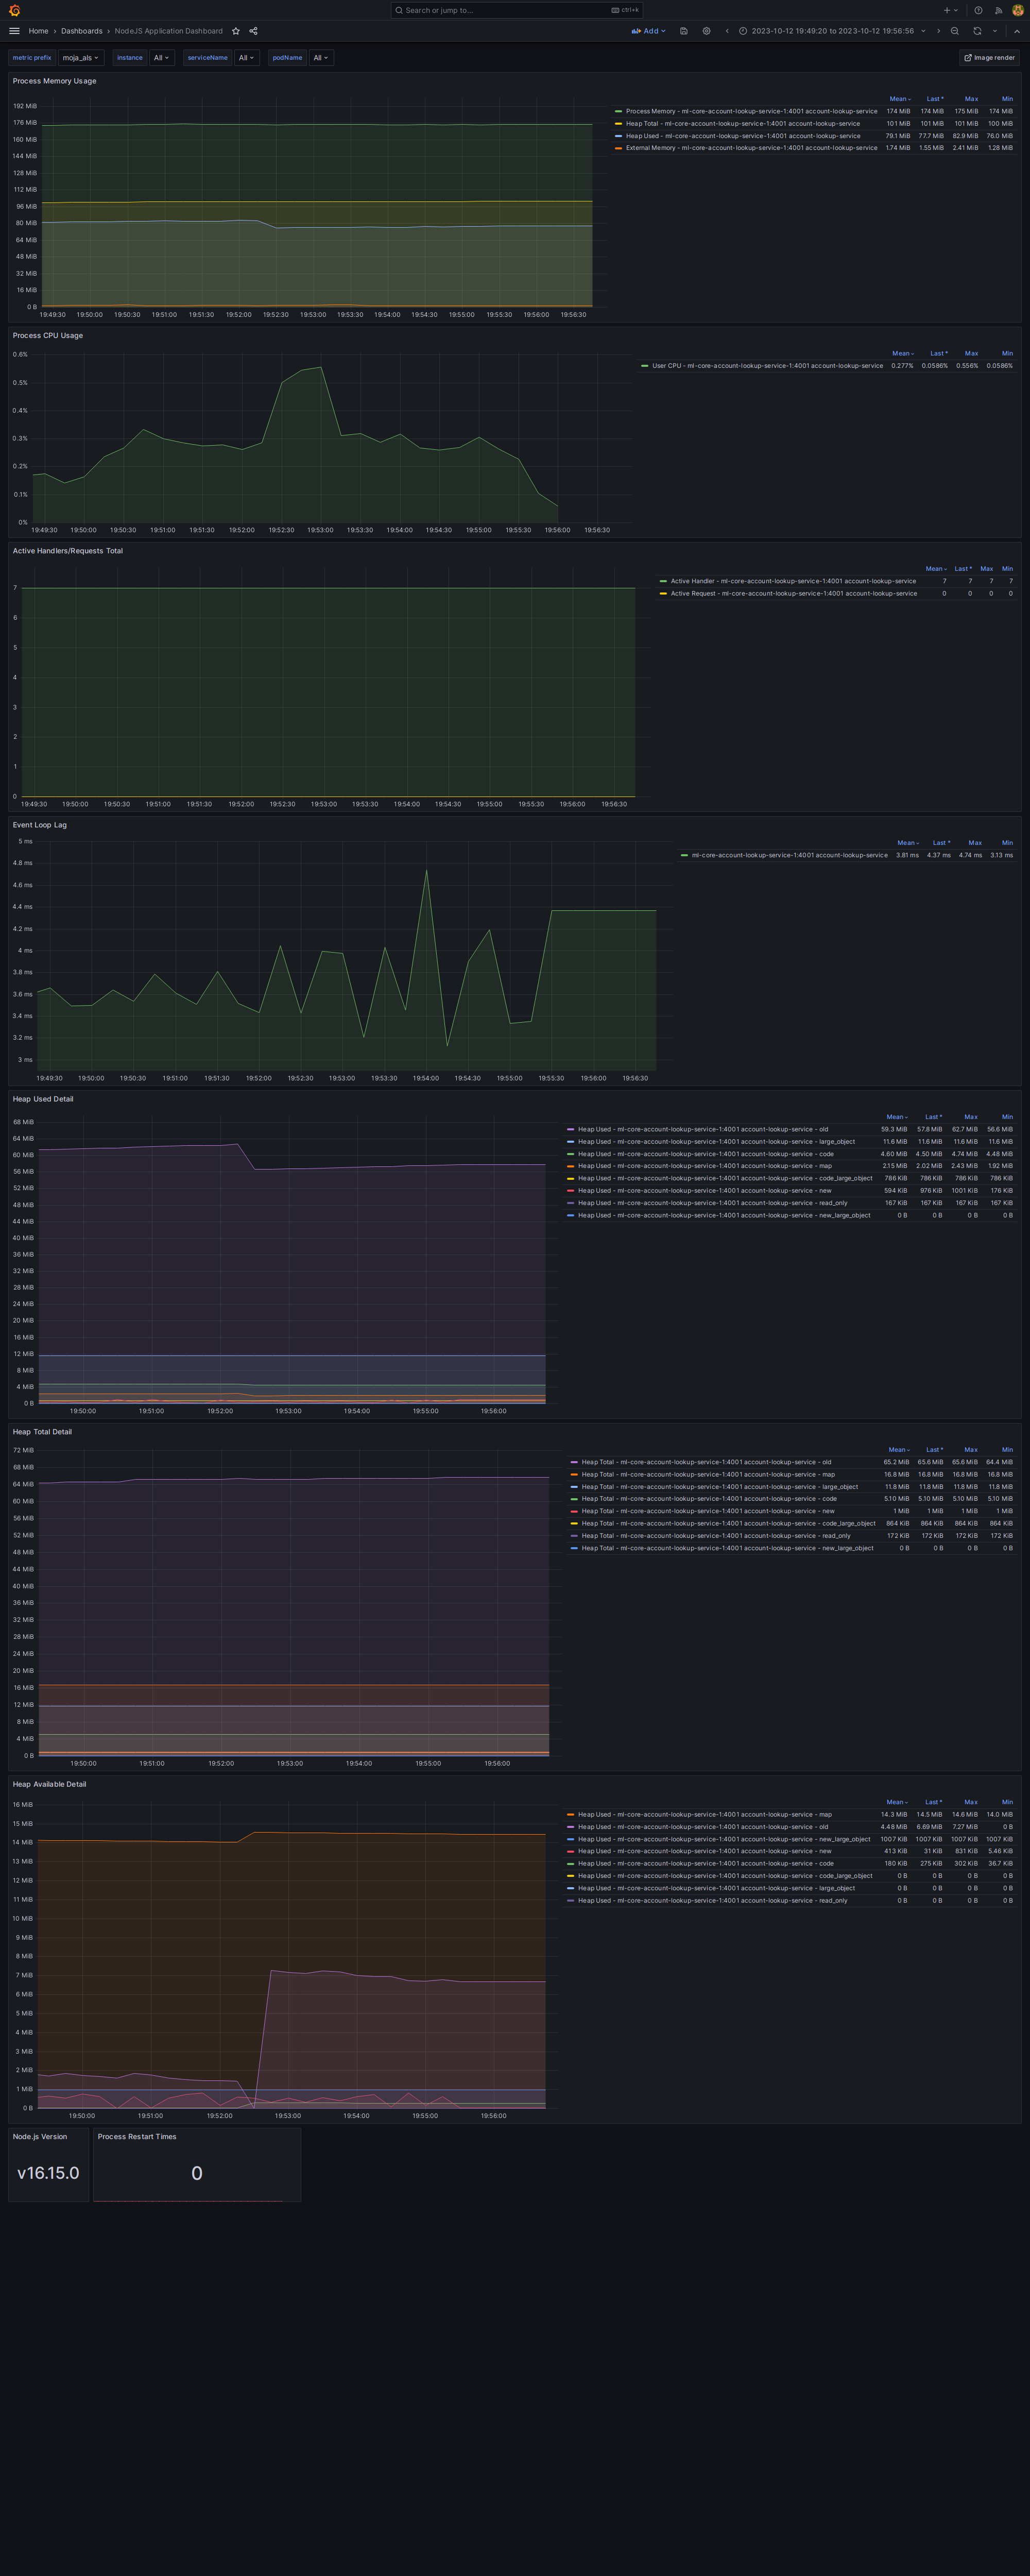 Search or jump to... ctrl+k
Home › Dashboards › NodeJS Application Dashboard Add 2023-10-12 19:49:20 to 2023-10-12 19:56:56
metric prefix moja_als instance All serviceName All podName All Image render
Process Memory Usage
192 MiB
176 MiB
160 MiB
144 MiB
128 MiB
112 MiB
96 MiB
80 MiB
64 MiB
48 MiB
32 MiB
16 MiB
0 B
19:49:30 19:50:00 19:50:30 19:51:00 19:51:30 19:52:00 19:52:30 19:53:00 19:53:30 19:54:00 19:54:30 19:55:00 19:55:30 19:56:00 19:56:30
Mean Last * Max Min
Process Memory - ml-core-account-lookup-service-1:4001 account-lookup-service 174 MiB 174 MiB 175 MiB 174 MiB
Heap Total - ml-core-account-lookup-service-1:4001 account-lookup-service 101 MiB 101 MiB 101 MiB 100 MiB
Heap Used - ml-core-account-lookup-service-1:4001 account-lookup-service 79.1 MiB 77.7 MiB 82.9 MiB 76.0 MiB
External Memory - ml-core-account-lookup-service-1:4001 account-lookup-service 1.74 MiB 1.55 MiB 2.41 MiB 1.28 MiB
Process CPU Usage
0.6%
0.5%
0.4%
0.3%
0.2%
0.1%
0%
19:49:30 19:50:00 19:50:30 19:51:00 19:51:30 19:52:00 19:52:30 19:53:00 19:53:30 19:54:00 19:54:30 19:55:00 19:55:30 19:56:00 19:56:30
Mean Last * Max Min
User CPU - ml-core-account-lookup-service-1:4001 account-lookup-service 0.277% 0.0586% 0.556% 0.0586%
Active Handlers/Requests Total
7
6
5
4
3
2
1
0
19:49:30 19:50:00 19:50:30 19:51:00 19:51:30 19:52:00 19:52:30 19:53:00 19:53:30 19:54:00 19:54:30 19:55:00 19:55:30 19:56:00 19:56:30
Mean Last * Max Min
Active Handler - ml-core-account-lookup-service-1:4001 account-lookup-service 7 7 7 7
Active Request - ml-core-account-lookup-service-1:4001 account-lookup-service 0 0 0 0
Event Loop Lag
5 ms
4.8 ms
4.6 ms
4.4 ms
4.2 ms
4 ms
3.8 ms
3.6 ms
3.4 ms
3.2 ms
3 ms
19:49:30 19:50:00 19:50:30 19:51:00 19:51:30 19:52:00 19:52:30 19:53:00 19:53:30 19:54:00 19:54:30 19:55:00 19:55:30 19:56:00 19:56:30
Mean Last * Max Min
ml-core-account-lookup-service-1:4001 account-lookup-service 3.81 ms 4.37 ms 4.74 ms 3.13 ms
Heap Used Detail
68 MiB
64 MiB
60 MiB
56 MiB
52 MiB
48 MiB
44 MiB
40 MiB
36 MiB
32 MiB
28 MiB
24 MiB
20 MiB
16 MiB
12 MiB
8 MiB
4 MiB
0 B
19:50:00 19:51:00 19:52:00 19:53:00 19:54:00 19:55:00 19:56:00
Mean Last * Max Min
Heap Used - ml-core-account-lookup-service-1:4001 account-lookup-service - old 59.3 MiB 57.8 MiB 62.7 MiB 56.6 MiB
Heap Used - ml-core-account-lookup-service-1:4001 account-lookup-service - large_object 11.6 MiB 11.6 MiB 11.6 MiB 11.6 MiB
Heap Used - ml-core-account-lookup-service-1:4001 account-lookup-service - code 4.60 MiB 4.50 MiB 4.74 MiB 4.48 MiB
Heap Used - ml-core-account-lookup-service-1:4001 account-lookup-service - map 2.15 MiB 2.02 MiB 2.43 MiB 1.92 MiB
Heap Used - ml-core-account-lookup-service-1:4001 account-lookup-service - code_large_object 786 KiB 786 KiB 786 KiB 786 KiB
Heap Used - ml-core-account-lookup-service-1:4001 account-lookup-service - new 594 KiB 976 KiB 1001 KiB 176 KiB
Heap Used - ml-core-account-lookup-service-1:4001 account-lookup-service - read_only 167 KiB 167 KiB 167 KiB 167 KiB
Heap Used - ml-core-account-lookup-service-1:4001 account-lookup-service - new_large_object 0 B 0 B 0 B 0 B
Heap Total Detail
72 MiB
68 MiB
64 MiB
60 MiB
56 MiB
52 MiB
48 MiB
44 MiB
40 MiB
36 MiB
32 MiB
28 MiB
24 MiB
20 MiB
16 MiB
12 MiB
8 MiB
4 MiB
0 B
19:50:00 19:51:00 19:52:00 19:53:00 19:54:00 19:55:00 19:56:00
Mean Last * Max Min
Heap Total - ml-core-account-lookup-service-1:4001 account-lookup-service - old 65.2 MiB 65.6 MiB 65.6 MiB 64.4 MiB
Heap Total - ml-core-account-lookup-service-1:4001 account-lookup-service - map 16.8 MiB 16.8 MiB 16.8 MiB 16.8 MiB
Heap Total - ml-core-account-lookup-service-1:4001 account-lookup-service - large_object 11.8 MiB 11.8 MiB 11.8 MiB 11.8 MiB
Heap Total - ml-core-account-lookup-service-1:4001 account-lookup-service - code 5.10 MiB 5.10 MiB 5.10 MiB 5.10 MiB
Heap Total - ml-core-account-lookup-service-1:4001 account-lookup-service - new 1 MiB 1 MiB 1 MiB 1 MiB
Heap Total - ml-core-account-lookup-service-1:4001 account-lookup-service - code_large_object 864 KiB 864 KiB 864 KiB 864 KiB
Heap Total - ml-core-account-lookup-service-1:4001 account-lookup-service - read_only 172 KiB 172 KiB 172 KiB 172 KiB
Heap Total - ml-core-account-lookup-service-1:4001 account-lookup-service - new_large_object 0 B 0 B 0 B 0 B
Heap Available Detail
16 MiB
15 MiB
14 MiB
13 MiB
12 MiB
11 MiB
10 MiB
9 MiB
8 MiB
7 MiB
6 MiB
5 MiB
4 MiB
3 MiB
2 MiB
1 MiB
0 B
19:50:00 19:51:00 19:52:00 19:53:00 19:54:00 19:55:00 19:56:00
Mean Last * Max Min
Heap Used - ml-core-account-lookup-service-1:4001 account-lookup-service - map 14.3 MiB 14.5 MiB 14.6 MiB 14.0 MiB
Heap Used - ml-core-account-lookup-service-1:4001 account-lookup-service - old 4.48 MiB 6.69 MiB 7.27 MiB 0 B
Heap Used - ml-core-account-lookup-service-1:4001 account-lookup-service - new_large_object 1007 KiB 1007 KiB 1007 KiB 1007 KiB
Heap Used - ml-core-account-lookup-service-1:4001 account-lookup-service - new 413 KiB 31 KiB 831 KiB 5.46 KiB
Heap Used - ml-core-account-lookup-service-1:4001 account-lookup-service - code 180 KiB 275 KiB 302 KiB 36.7 KiB
Heap Used - ml-core-account-lookup-service-1:4001 account-lookup-service - code_large_object 0 B 0 B 0 B 0 B
Heap Used - ml-core-account-lookup-service-1:4001 account-lookup-service - large_object 0 B 0 B 0 B 0 B
Heap Used - ml-core-account-lookup-service-1:4001 account-lookup-service - read_only 0 B 0 B 0 B 0 B
Node.js Version Process Restart Times
v16.15.0 0